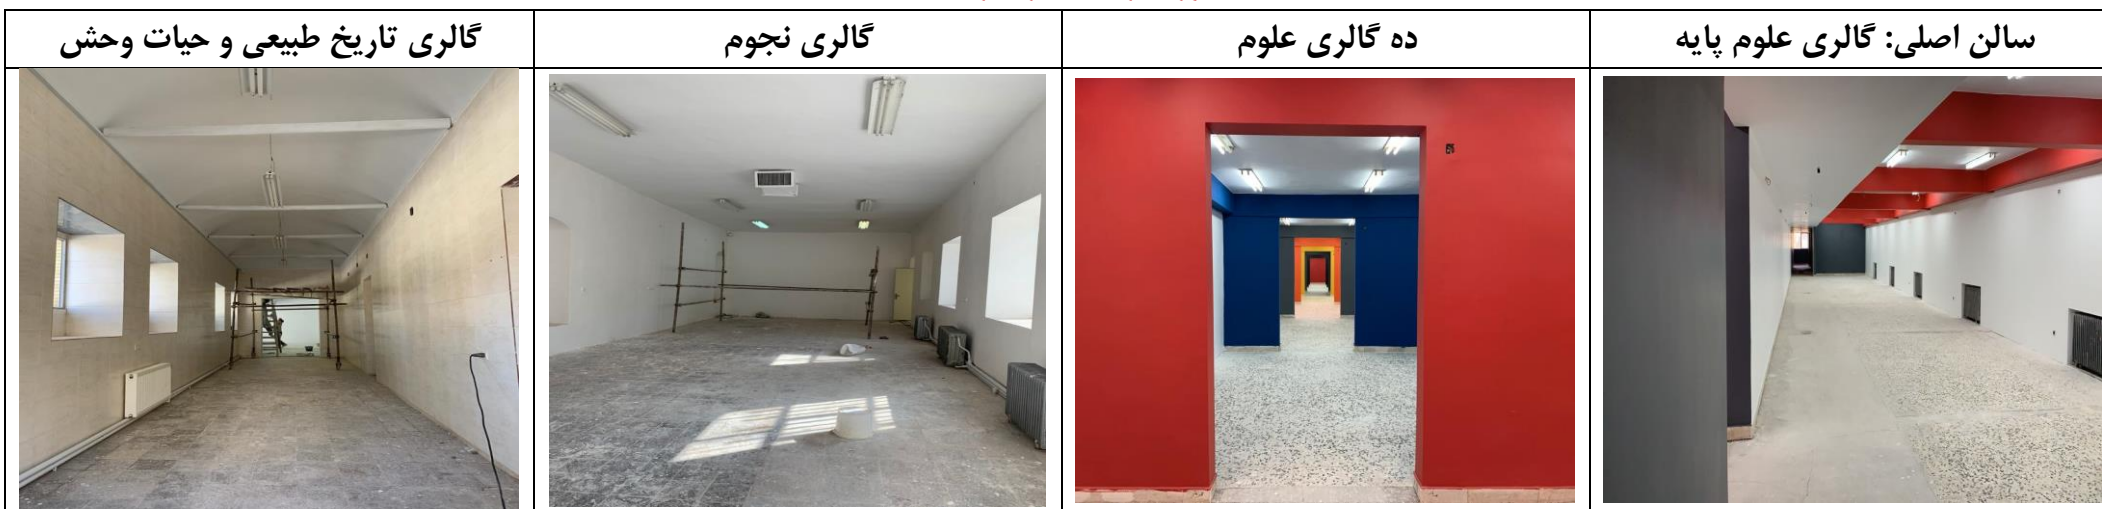 سالن اصلی: گالری علوم پایه
ده گالری علوم
گالری نجوم
گالری تاریخ طبیعی و حیات وحش